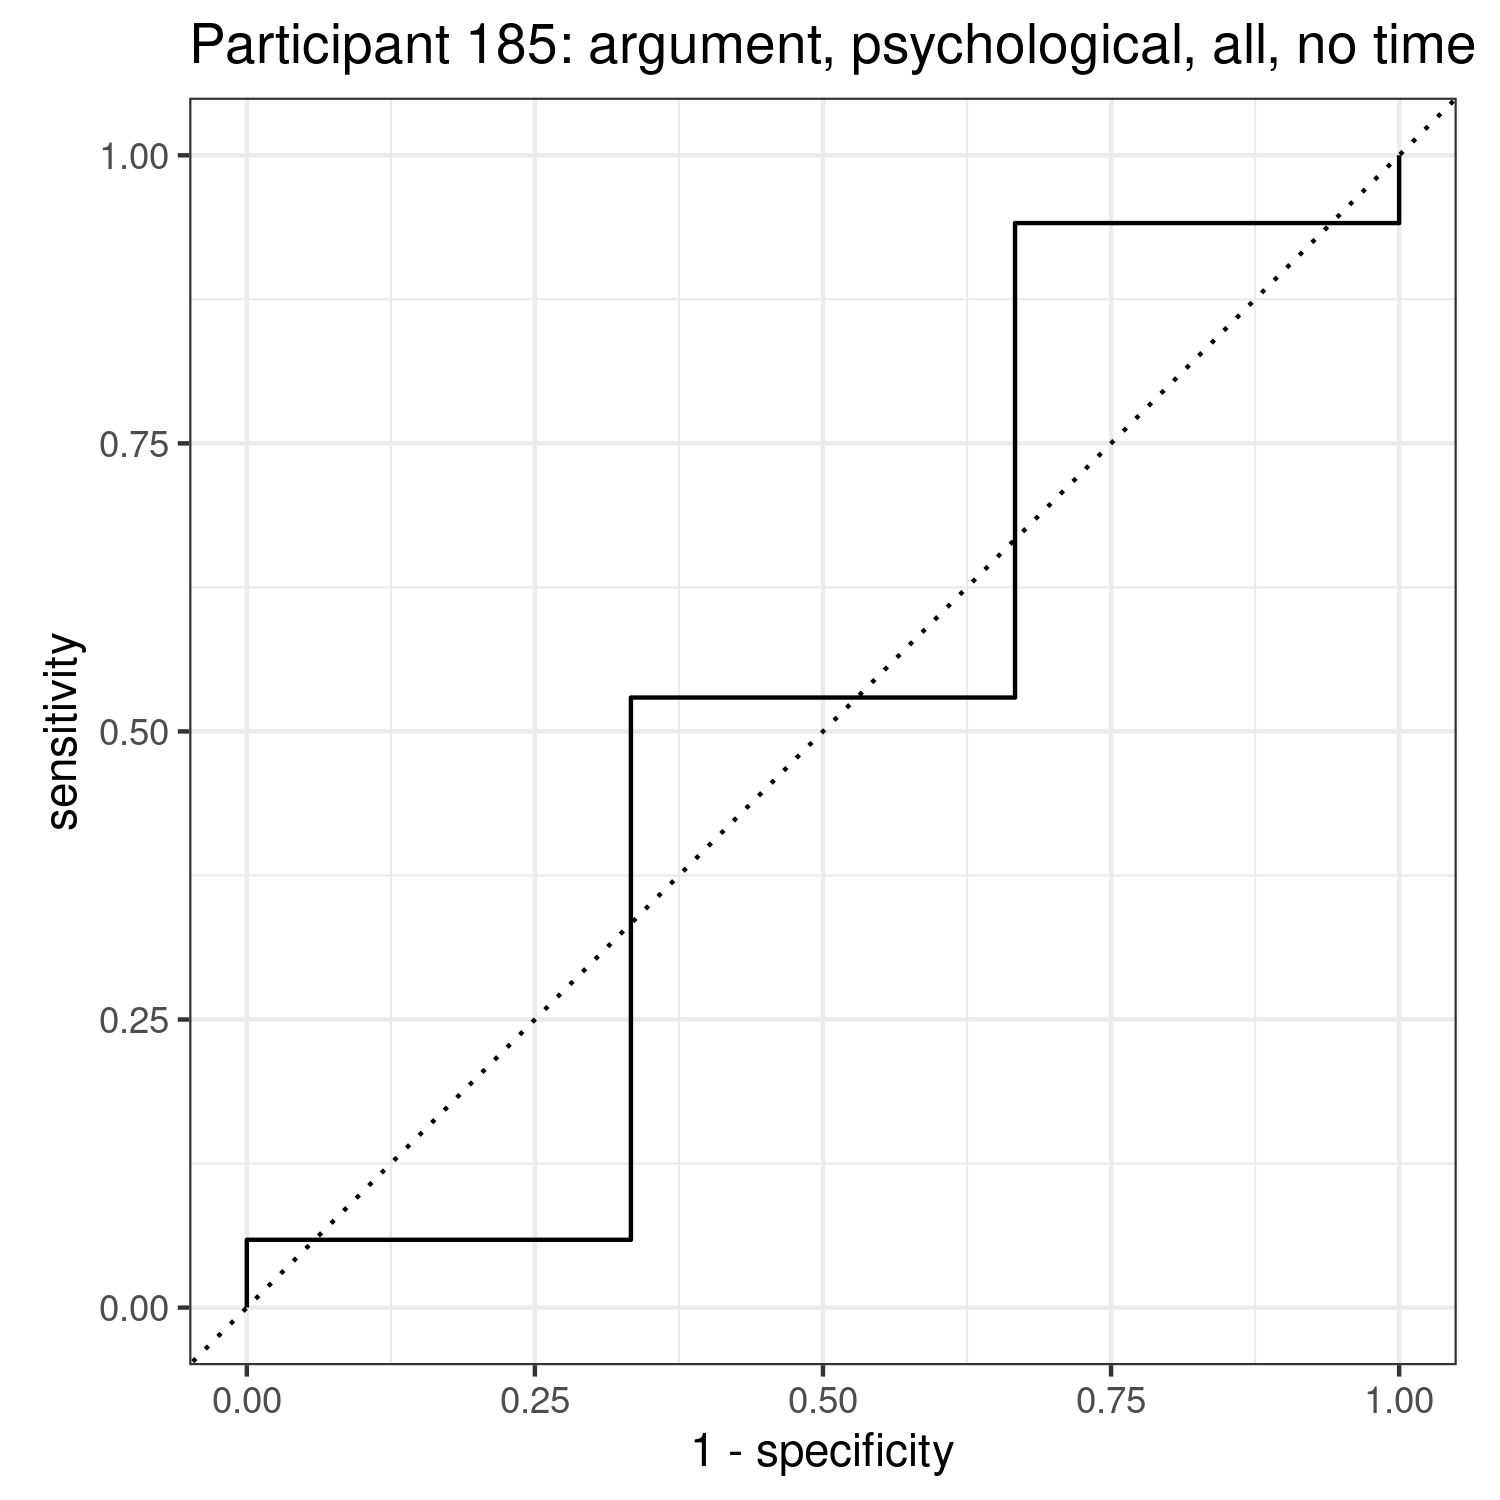 Participant 185: argument, psychological, all, no time
1.00
0.75
0.50
0.25
0.00
sensitivity
0.00 0.25 0.50 0.75 1.00
1 - specificity